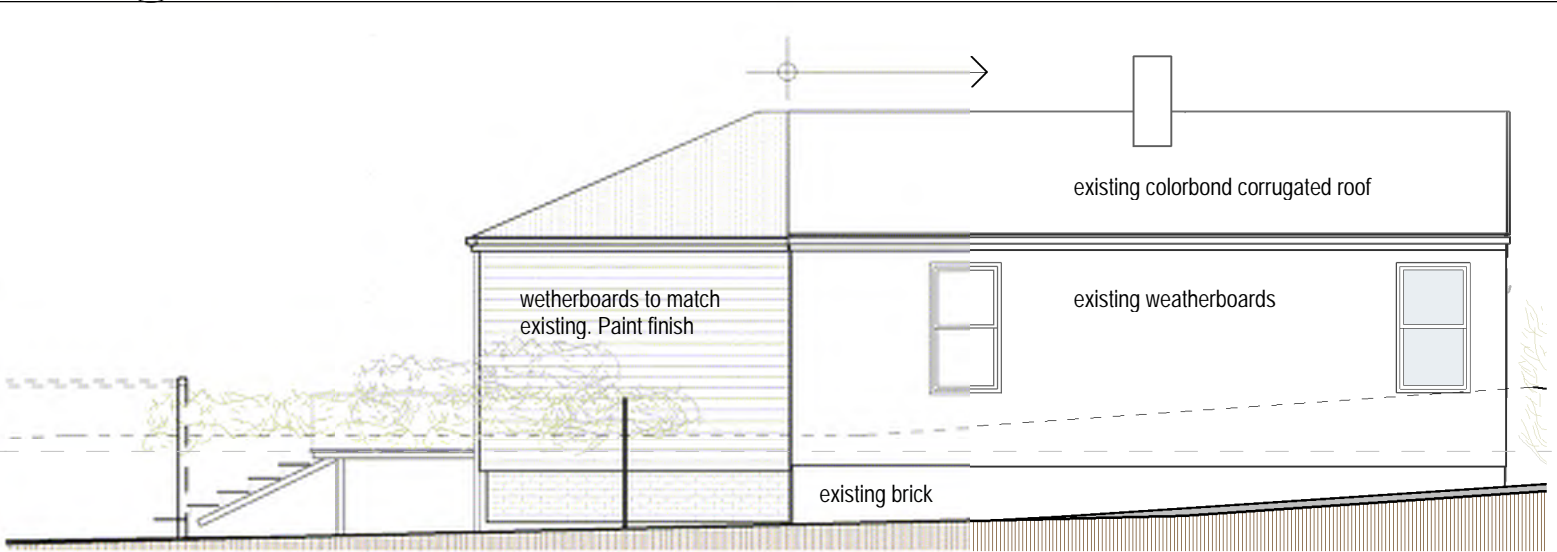 existing colorbond corrugated roof
wetherboards to match
existing. Paint finish
existing weatherboards
existing brick